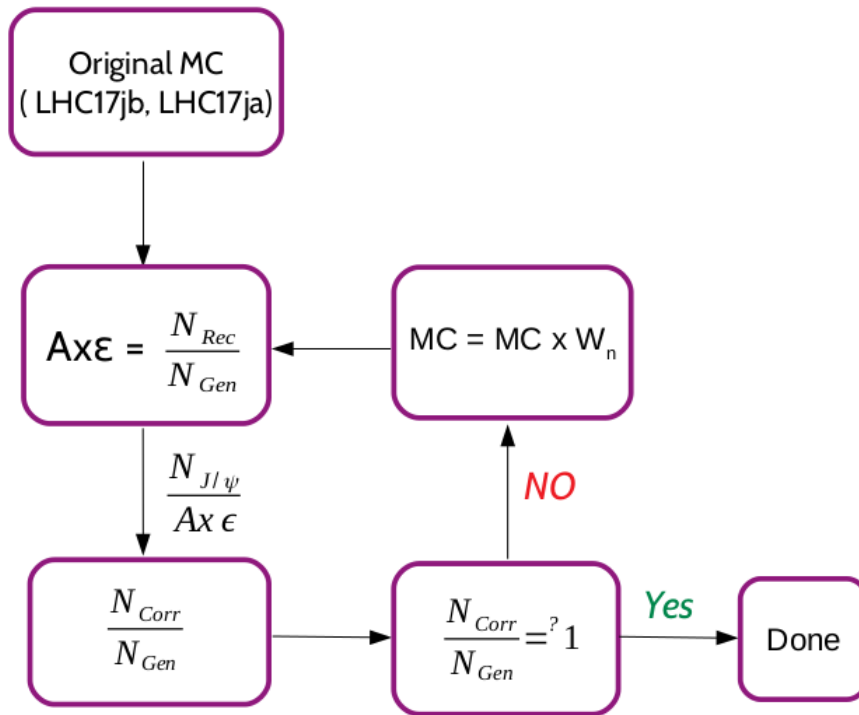 Original MC
( LHC17jb, LHC17ja)
Axε = N_Rec / N_Gen
MC = MC x W_n
N_J/ψ / Ax ϵ
NO
N_Corr / N_Gen
N_Corr / N_Gen =? 1
Yes
Done